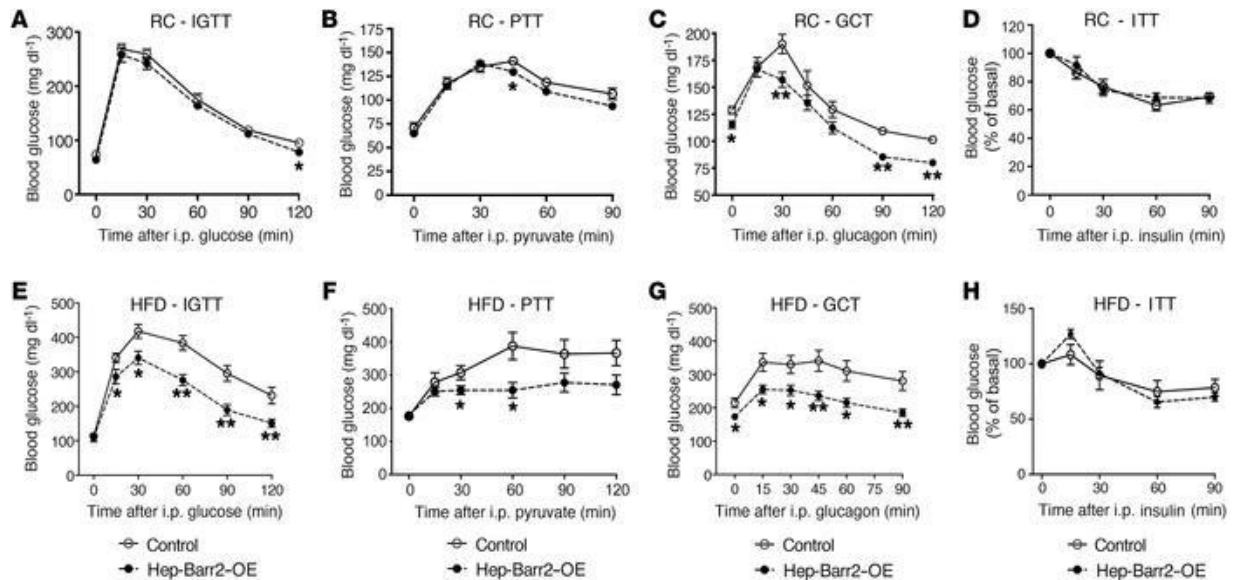 A
RC - IGTT
Blood glucose (mg dl⁻¹)
300
200
100
0
0 30 60 90 120
★
Time after i.p. glucose (min)
B
RC - PTT
Blood glucose (mg dl⁻¹)
175
150
125
100
75
50
25
0
0 30 60 90
★
Time after i.p. pyruvate (min)
C
RC - GCT
Blood glucose (mg dl⁻¹)
200
175
150
125
100
75
50
0 30 60 90 120
★ ★★ ★★ ★★
Time after i.p. glucagon (min)
D
RC - ITT
Blood glucose
(% of basal)
120
100
80
60
40
20
0
0 30 60 90
Time after i.p. insulin (min)
E
HFD - IGTT
Blood glucose (mg dl⁻¹)
500
400
300
200
100
0
0 30 60 90 120
★ ★ ★★ ★★ ★★
Time after i.p. glucose (min)
Control
Hep-Barr2-OE
F
HFD - PTT
Blood glucose (mg dl⁻¹)
400
300
200
100
0
0 30 60 90 120
★ ★
Time after i.p. pyruvate (min)
Control
Hep-Barr2-OE
G
HFD - GCT
Blood glucose (mg dl⁻¹)
500
400
300
200
100
0
0 15 30 45 60 75 90
★ ★ ★ ★★ ★ ★★
Time after i.p. glucagon (min)
Control
Hep-Barr2-OE
H
HFD - ITT
Blood glucose
(% of basal)
150
100
50
0
0 30 60 90
Time after i.p. insulin (min)
Control
Hep-Barr2-OE